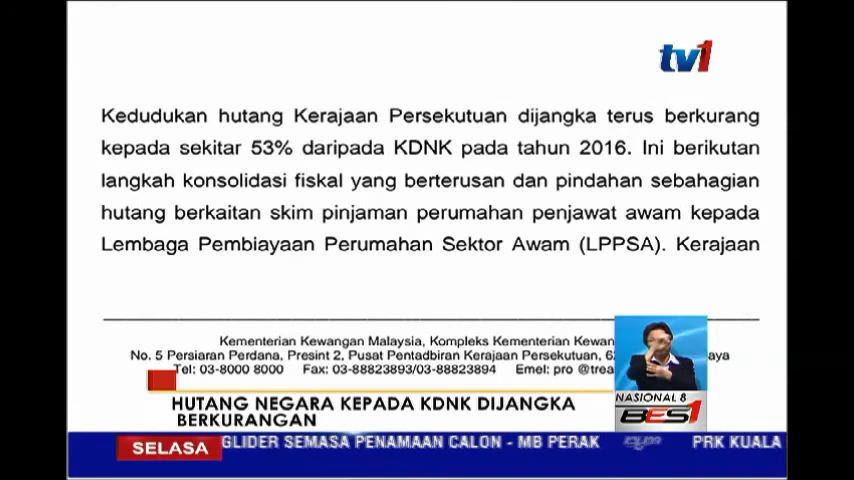 tv1
Kedudukan hutang Kerajaan Persekutuan dijangka terus berkurang
kepada sekitar 53% daripada KDNK pada tahun 2016. Ini berikutan
langkah konsolidasi fiskal yang berterusan dan pindahan sebahagian
hutang berkaitan skim pinjaman perumahan penjawat awam kepada
Lembaga Pembiayaan Perumahan Sektor Awam (LPPSA). Kerajaan
Kementerian Kewangan Malaysia, Kompleks Kementerian Kewan
No. 5 Persiaran Perdana, Presint 2, Pusat Pentadbiran Kerajaan Persekutuan, 62
Tel: 03-8000 8000 Fax: 03-88823893/03-88823894 Emel: pro @trea
HUTANG NEGARA KEPADA KDNK DIJANGKA
BERKURANGAN
NASIONAL 8
BES1
SELASA GLIDER SEMASA PENAMAAN CALON - MB PERAK PRK KUALA